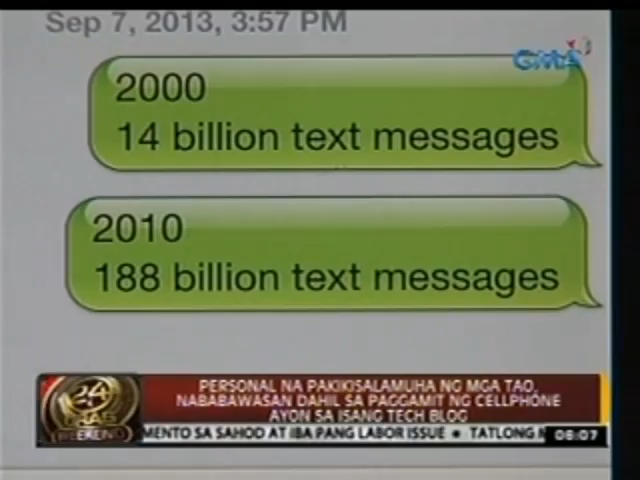 Sep 7, 2013, 3:57 PM
GMA
2000
14 billion text messages
2010
188 billion text messages
PERSONAL NA PAKIKISALAMUHA NG MGA TAO,
NABABAWASAN DAHIL SA PAGGAMIT NG CELLPHONE
AYON SA ISANG TECH BLOG
24
ORAS
WEEKEND
MENTO SA SAHOD AT IBA PANG LABOR ISSUE • TATLONG
06:07